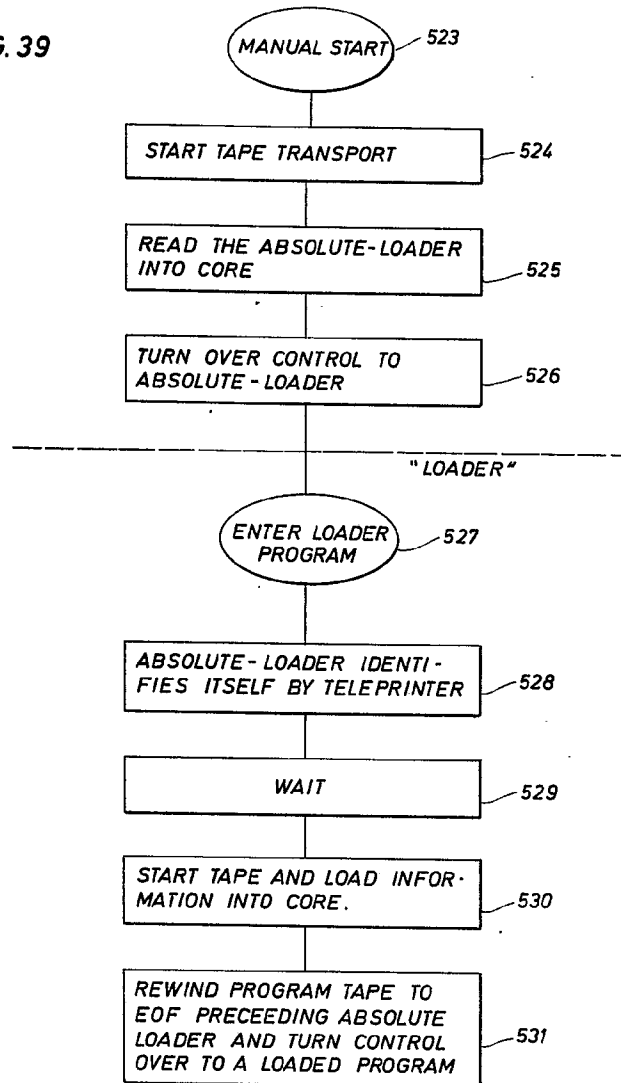 G. 39
MANUAL START
523
START TAPE TRANSPORT
524
READ THE ABSOLUTE-LOADER
INTO CORE
525
TURN OVER CONTROL TO
ABSOLUTE-LOADER
526
"LOADER"
ENTER LOADER
PROGRAM
527
ABSOLUTE-LOADER IDENTI-
FIES ITSELF BY TELEPRINTER
528
WAIT
529
START TAPE AND LOAD INFOR-
MATION INTO CORE.
530
REWIND PROGRAM TAPE TO
EOF PRECEEDING ABSOLUTE
LOADER AND TURN CONTROL
OVER TO A LOADED PROGRAM
531